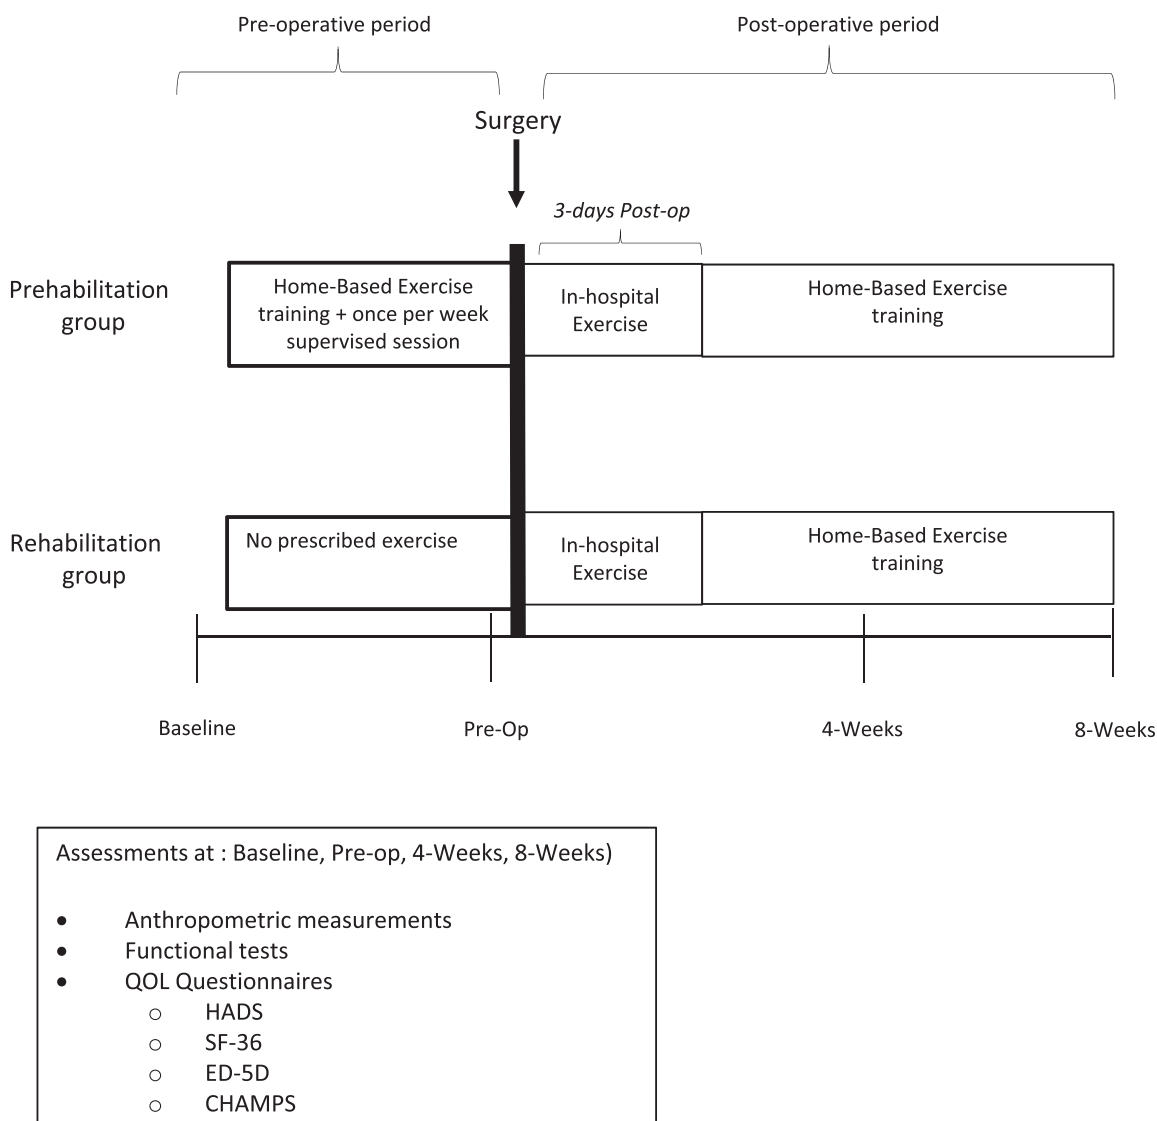 Pre-operative period
Post-operative period
Surgery
3-days Post-op
Prehabilitation
group
Home-Based Exercise
training + once per week
supervised session
In-hospital
Exercise
Home-Based Exercise
training
Rehabilitation
group
No prescribed exercise
In-hospital
Exercise
Home-Based Exercise
training
Baseline
Pre-Op
4-Weeks
8-Weeks
Assessments at : Baseline, Pre-op, 4-Weeks, 8-Weeks)
• Anthropometric measurements
• Functional tests
• QOL Questionnaires
o HADS
o SF-36
o ED-5D
o CHAMPS